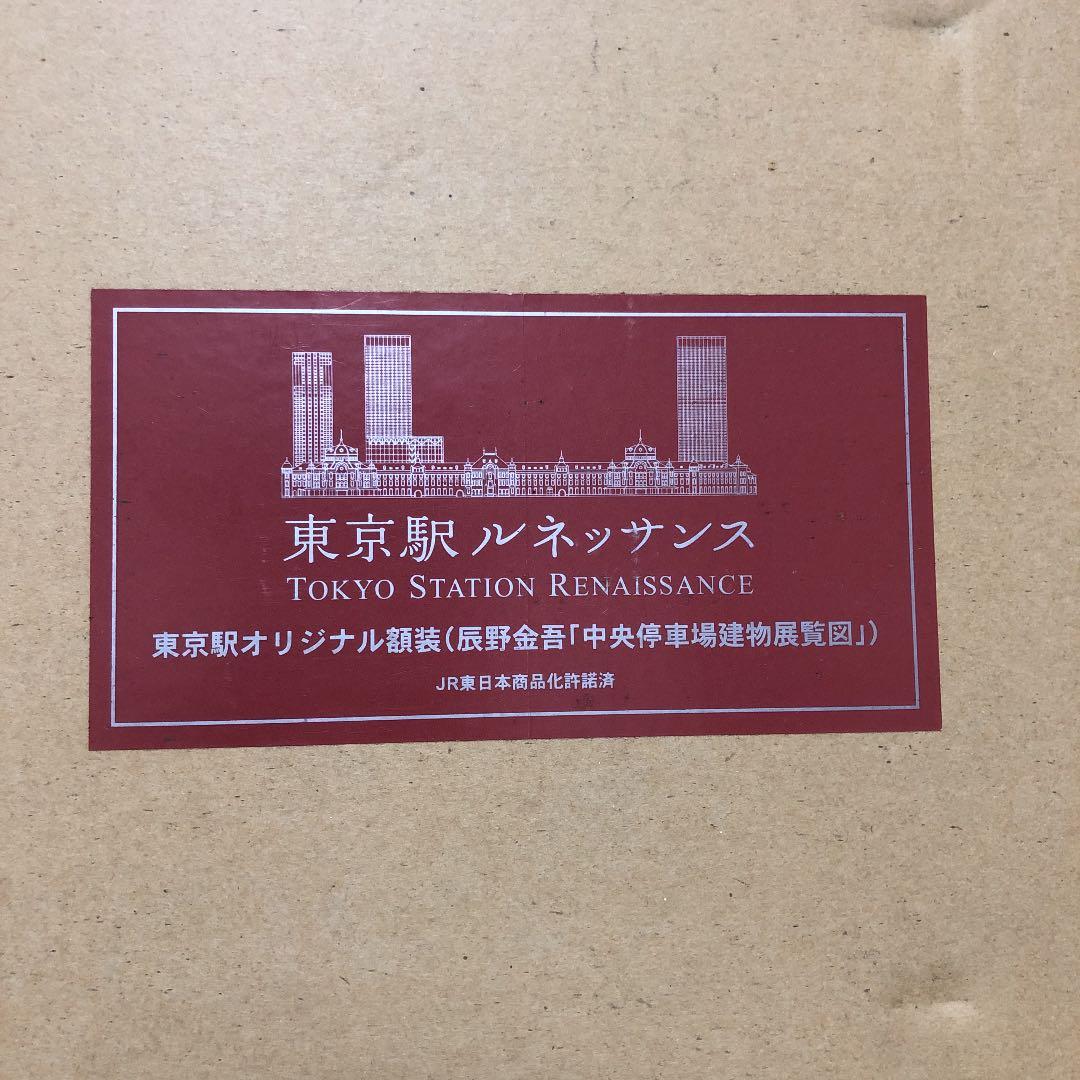 東京駅ルネッサンス
TOKYO STATION RENAISSANCE
東京駅オリジナル額装(辰野金吾「中央停車場建物展覧図」)
JR東日本商品化許諾済